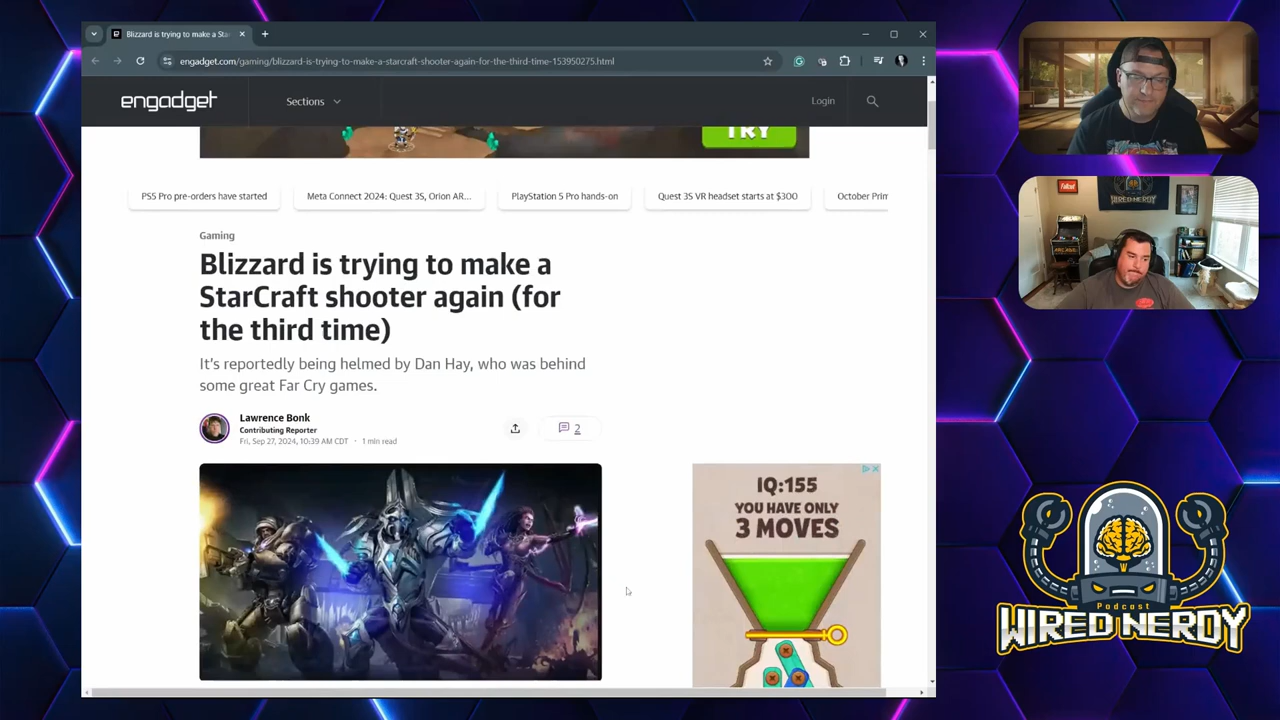 Blizzard is trying to make a Sta
engadget.com/gaming/blizzard-is-trying-to-make-a-starcraft-shooter-again-for-the-third-time-153950275.html
engadget
Sections
Login
TRY
PS5 Pro pre-orders have started
Meta Connect 2024: Quest 3S, Orion AR...
PlayStation 5 Pro hands-on
Quest 3S VR headset starts at $300
October Prim
Gaming
Blizzard is trying to make a
StarCraft shooter again (for
the third time)
It's reportedly being helmed by Dan Hay, who was behind
some great Far Cry games.
Lawrence Bonk
Contributing Reporter
Fri, Sep 27, 2024, 10:39 AM CDT · 1 min read
2
IQ:155
YOU HAVE ONLY
3 MOVES
Fallout
WIRED NERDY
ARCADE
Podcast
WIRED NERDY